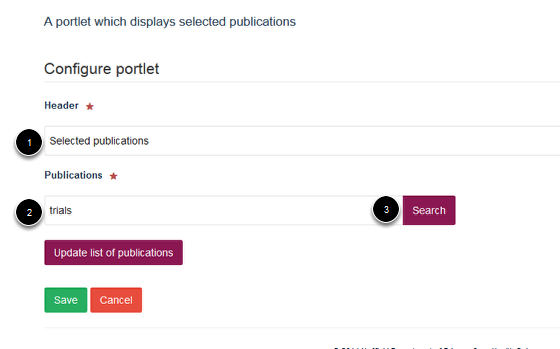 A portlet which displays selected publications
Configure portlet
Header ★
1 Selected publications
Publications ★
2 trials 3 Search
Update list of publications
Save Cancel